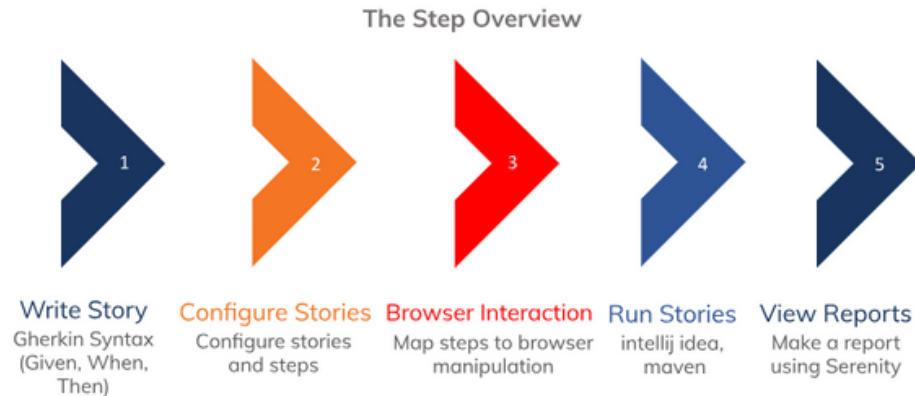 The Step Overview
1
2
3
4
5
Write Story
Gherkin Syntax
(Given, When,
Then)
Configure Stories
Configure stories
and steps
Browser Interaction
Map steps to browser
manipulation
Run Stories
intellij idea,
maven
View Reports
Make a report
using Serenity